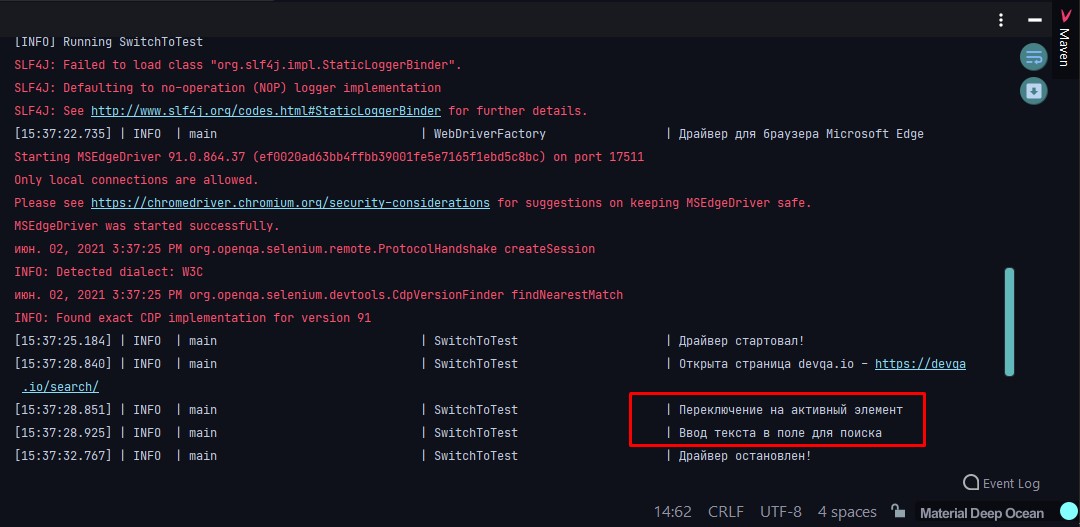 Maven
[INFO] Running SwitchToTest
SLF4J: Failed to load class "org.slf4j.impl.StaticLoggerBinder".
SLF4J: Defaulting to no-operation (NOP) logger implementation
SLF4J: See http://www.slf4j.org/codes.html#StaticLoggerBinder for further details.
[15:37:22.735] | INFO | main | WebDriverFactory | Драйвер для браузера Microsoft Edge
Starting MSEdgeDriver 91.0.864.37 (ef0020ad63bb4ffbb39001fe5e7165f1ebd5c8bc) on port 17511
Only local connections are allowed.
Please see https://chromedriver.chromium.org/security-considerations for suggestions on keeping MSEdgeDriver safe.
MSEdgeDriver was started successfully.
июн. 02, 2021 3:37:25 PM org.openqa.selenium.remote.ProtocolHandshake createSession
INFO: Detected dialect: W3C
июн. 02, 2021 3:37:25 PM org.openqa.selenium.devtools.CdpVersionFinder findNearestMatch
INFO: Found exact CDP implementation for version 91
[15:37:25.184] | INFO | main | SwitchToTest | Драйвер стартовал!
[15:37:28.840] | INFO | main | SwitchToTest | Открыта страница devqa.io - https://devqa
.io/search/
[15:37:28.851] | INFO | main | SwitchToTest | Переключение на активный элемент
[15:37:28.925] | INFO | main | SwitchToTest | Ввод текста в поле для поиска
[15:37:32.767] | INFO | main | SwitchToTest | Драйвер остановлен!
Event Log
14:62 CRLF UTF-8 4 spaces Material Deep Ocean